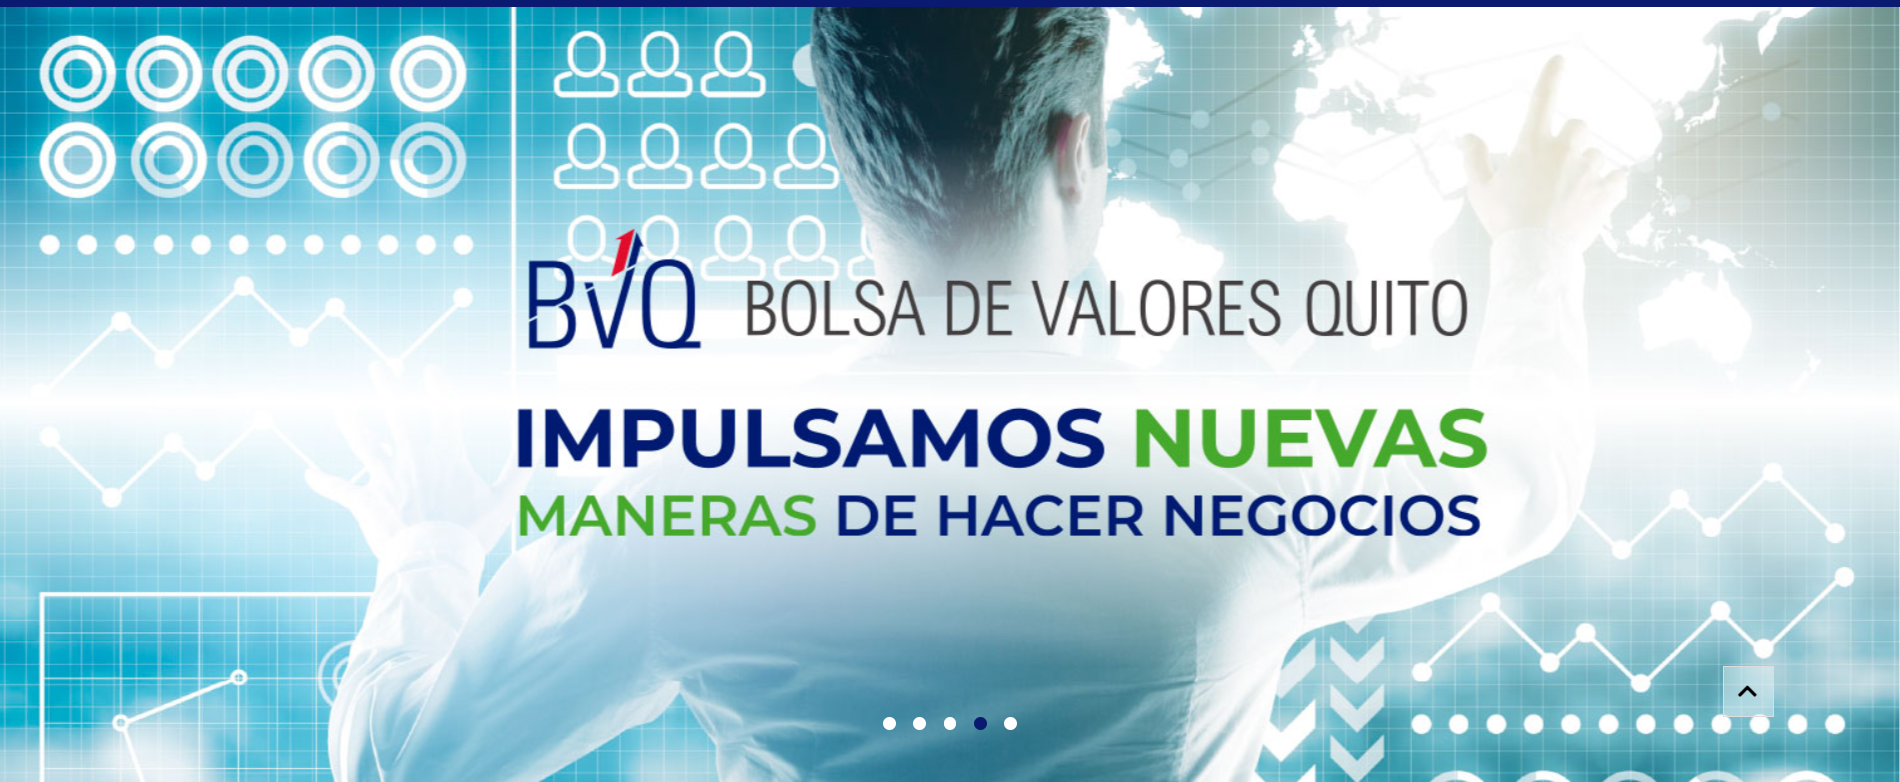 BVQ BOLSA DE VALORES QUITO
IMPULSAMOS NUEVAS
MANERAS DE HACER NEGOCIOS